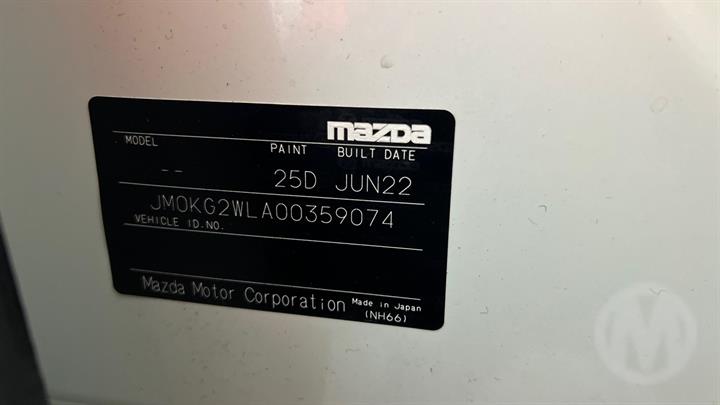 mazda
MODEL PAINT BUILT DATE
-- 25D JUN22
JM0KG2WLA00359074
VEHICLE ID.NO.
Mazda Motor Corporation Made in Japan
(NH66)
M